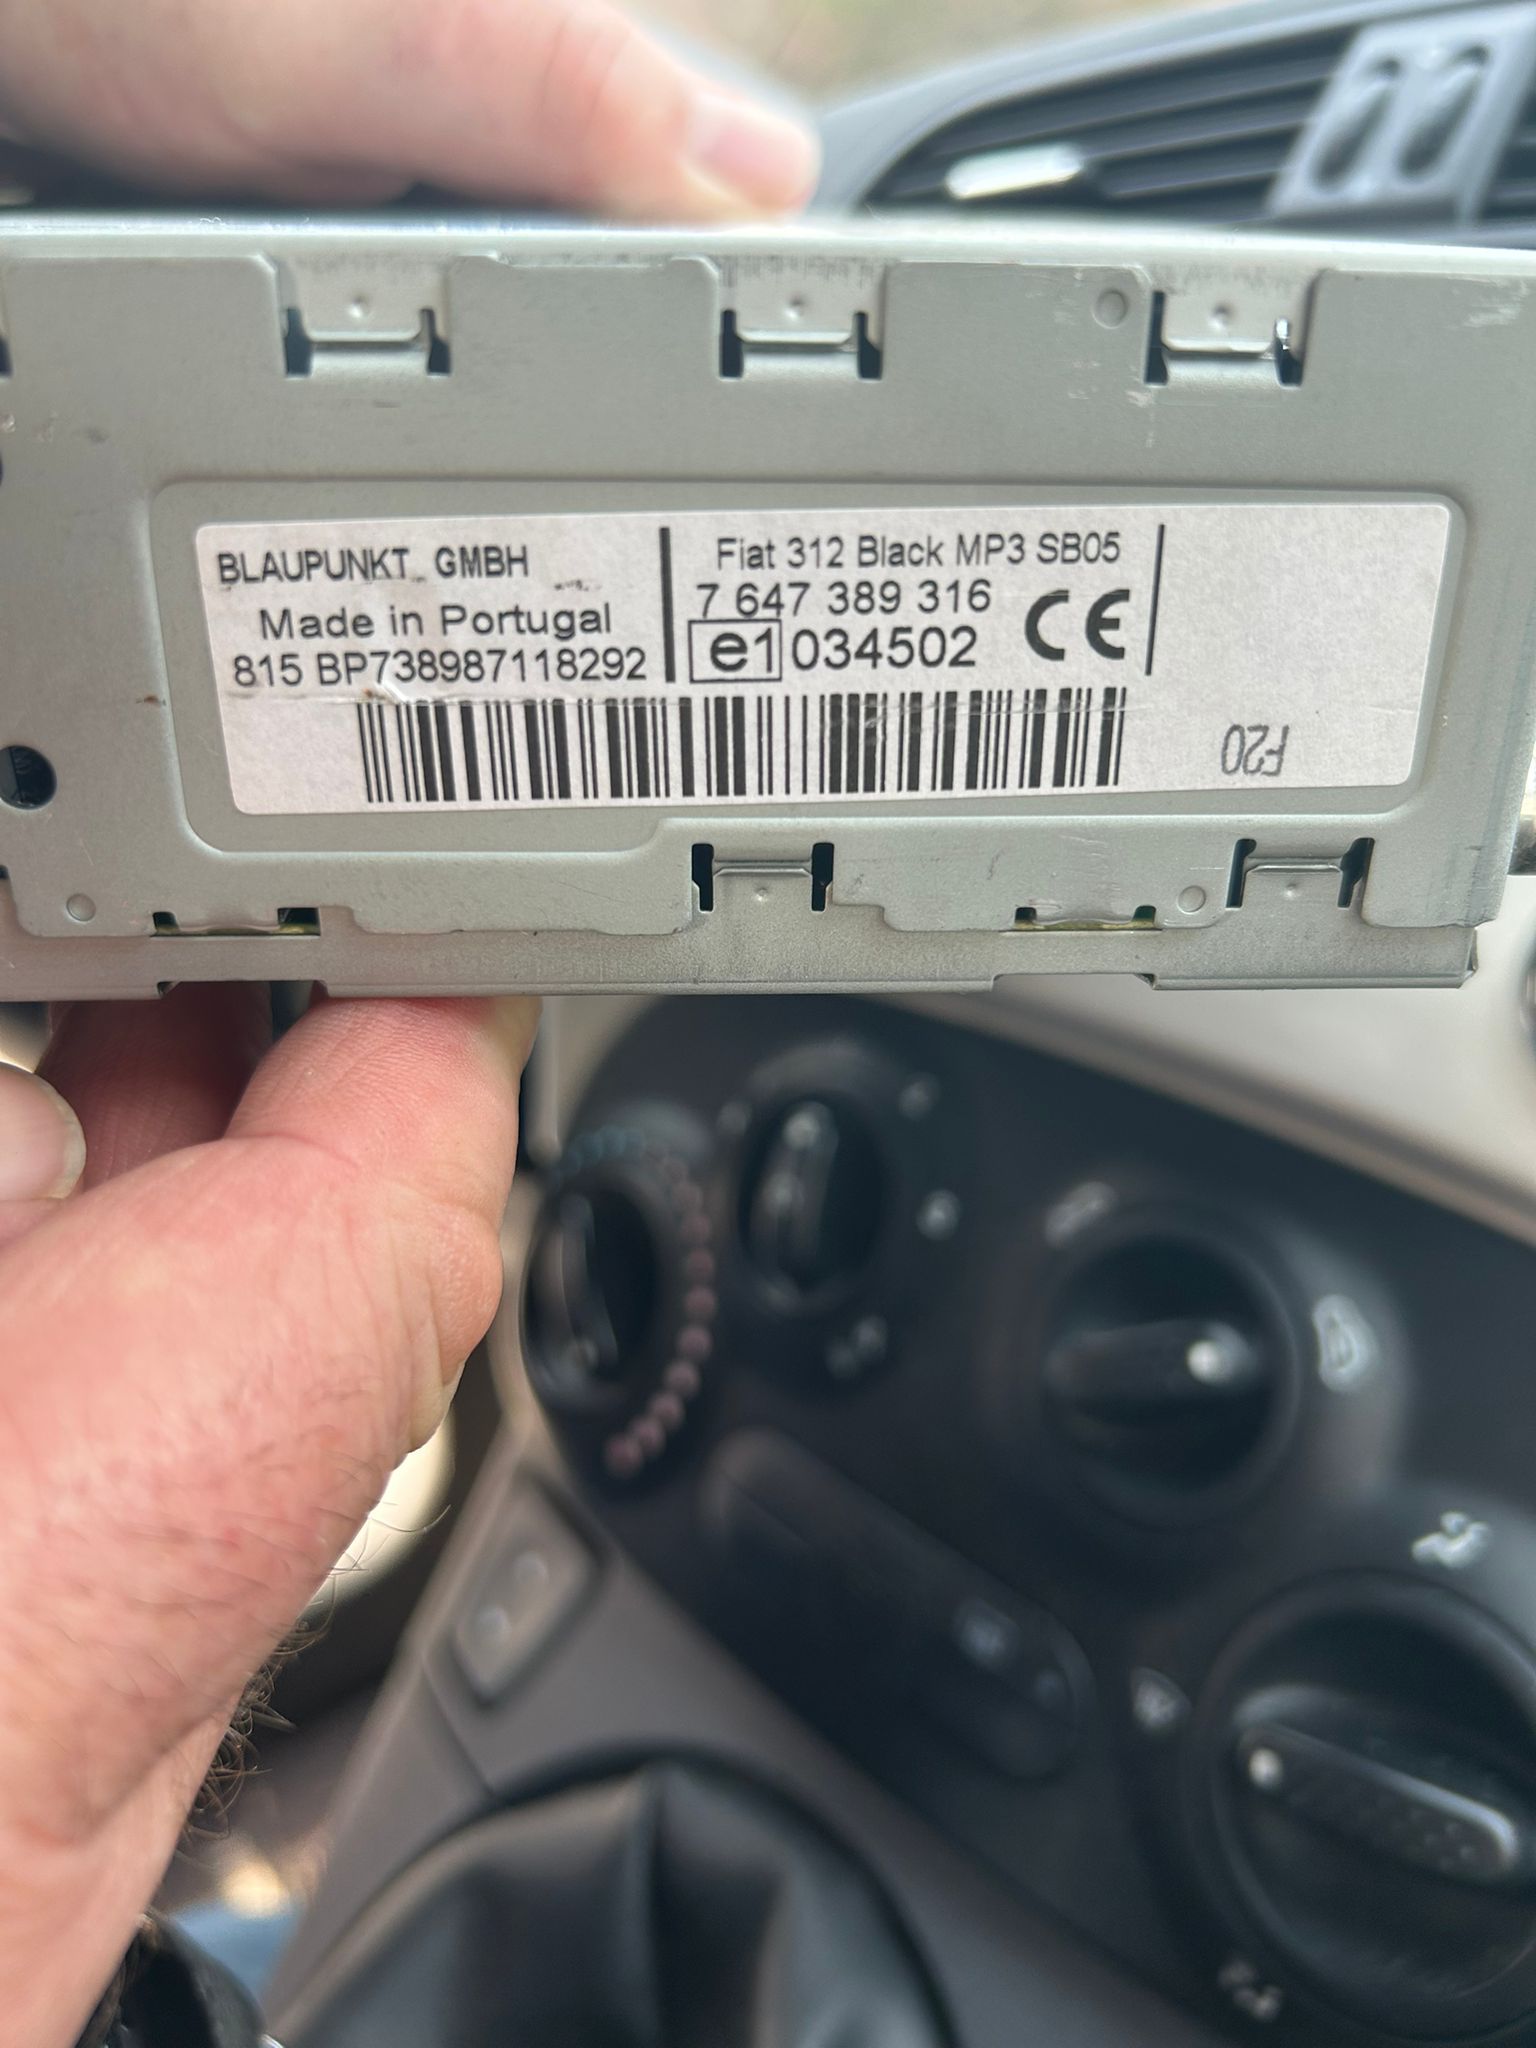 BLAUPUNKT GMBH
Made in Portugal
815 BP738987118292
Fiat 312 Black MP3 SB05
7 647 389 316
e1 034502
CE
F20